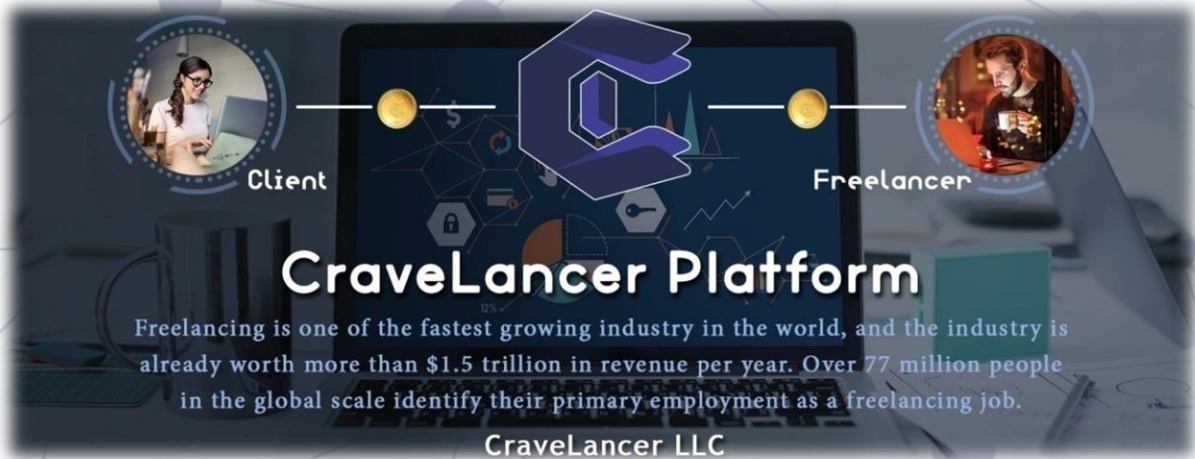 Client
Freelancer
CraveLancer Platform
12%
Freelancing is one of the fastest growing industry in the world, and the industry is
already worth more than $1.5 trillion in revenue per year. Over 77 million people
in the global scale identify their primary employment as a freelancing job.
CraveLancer LLC